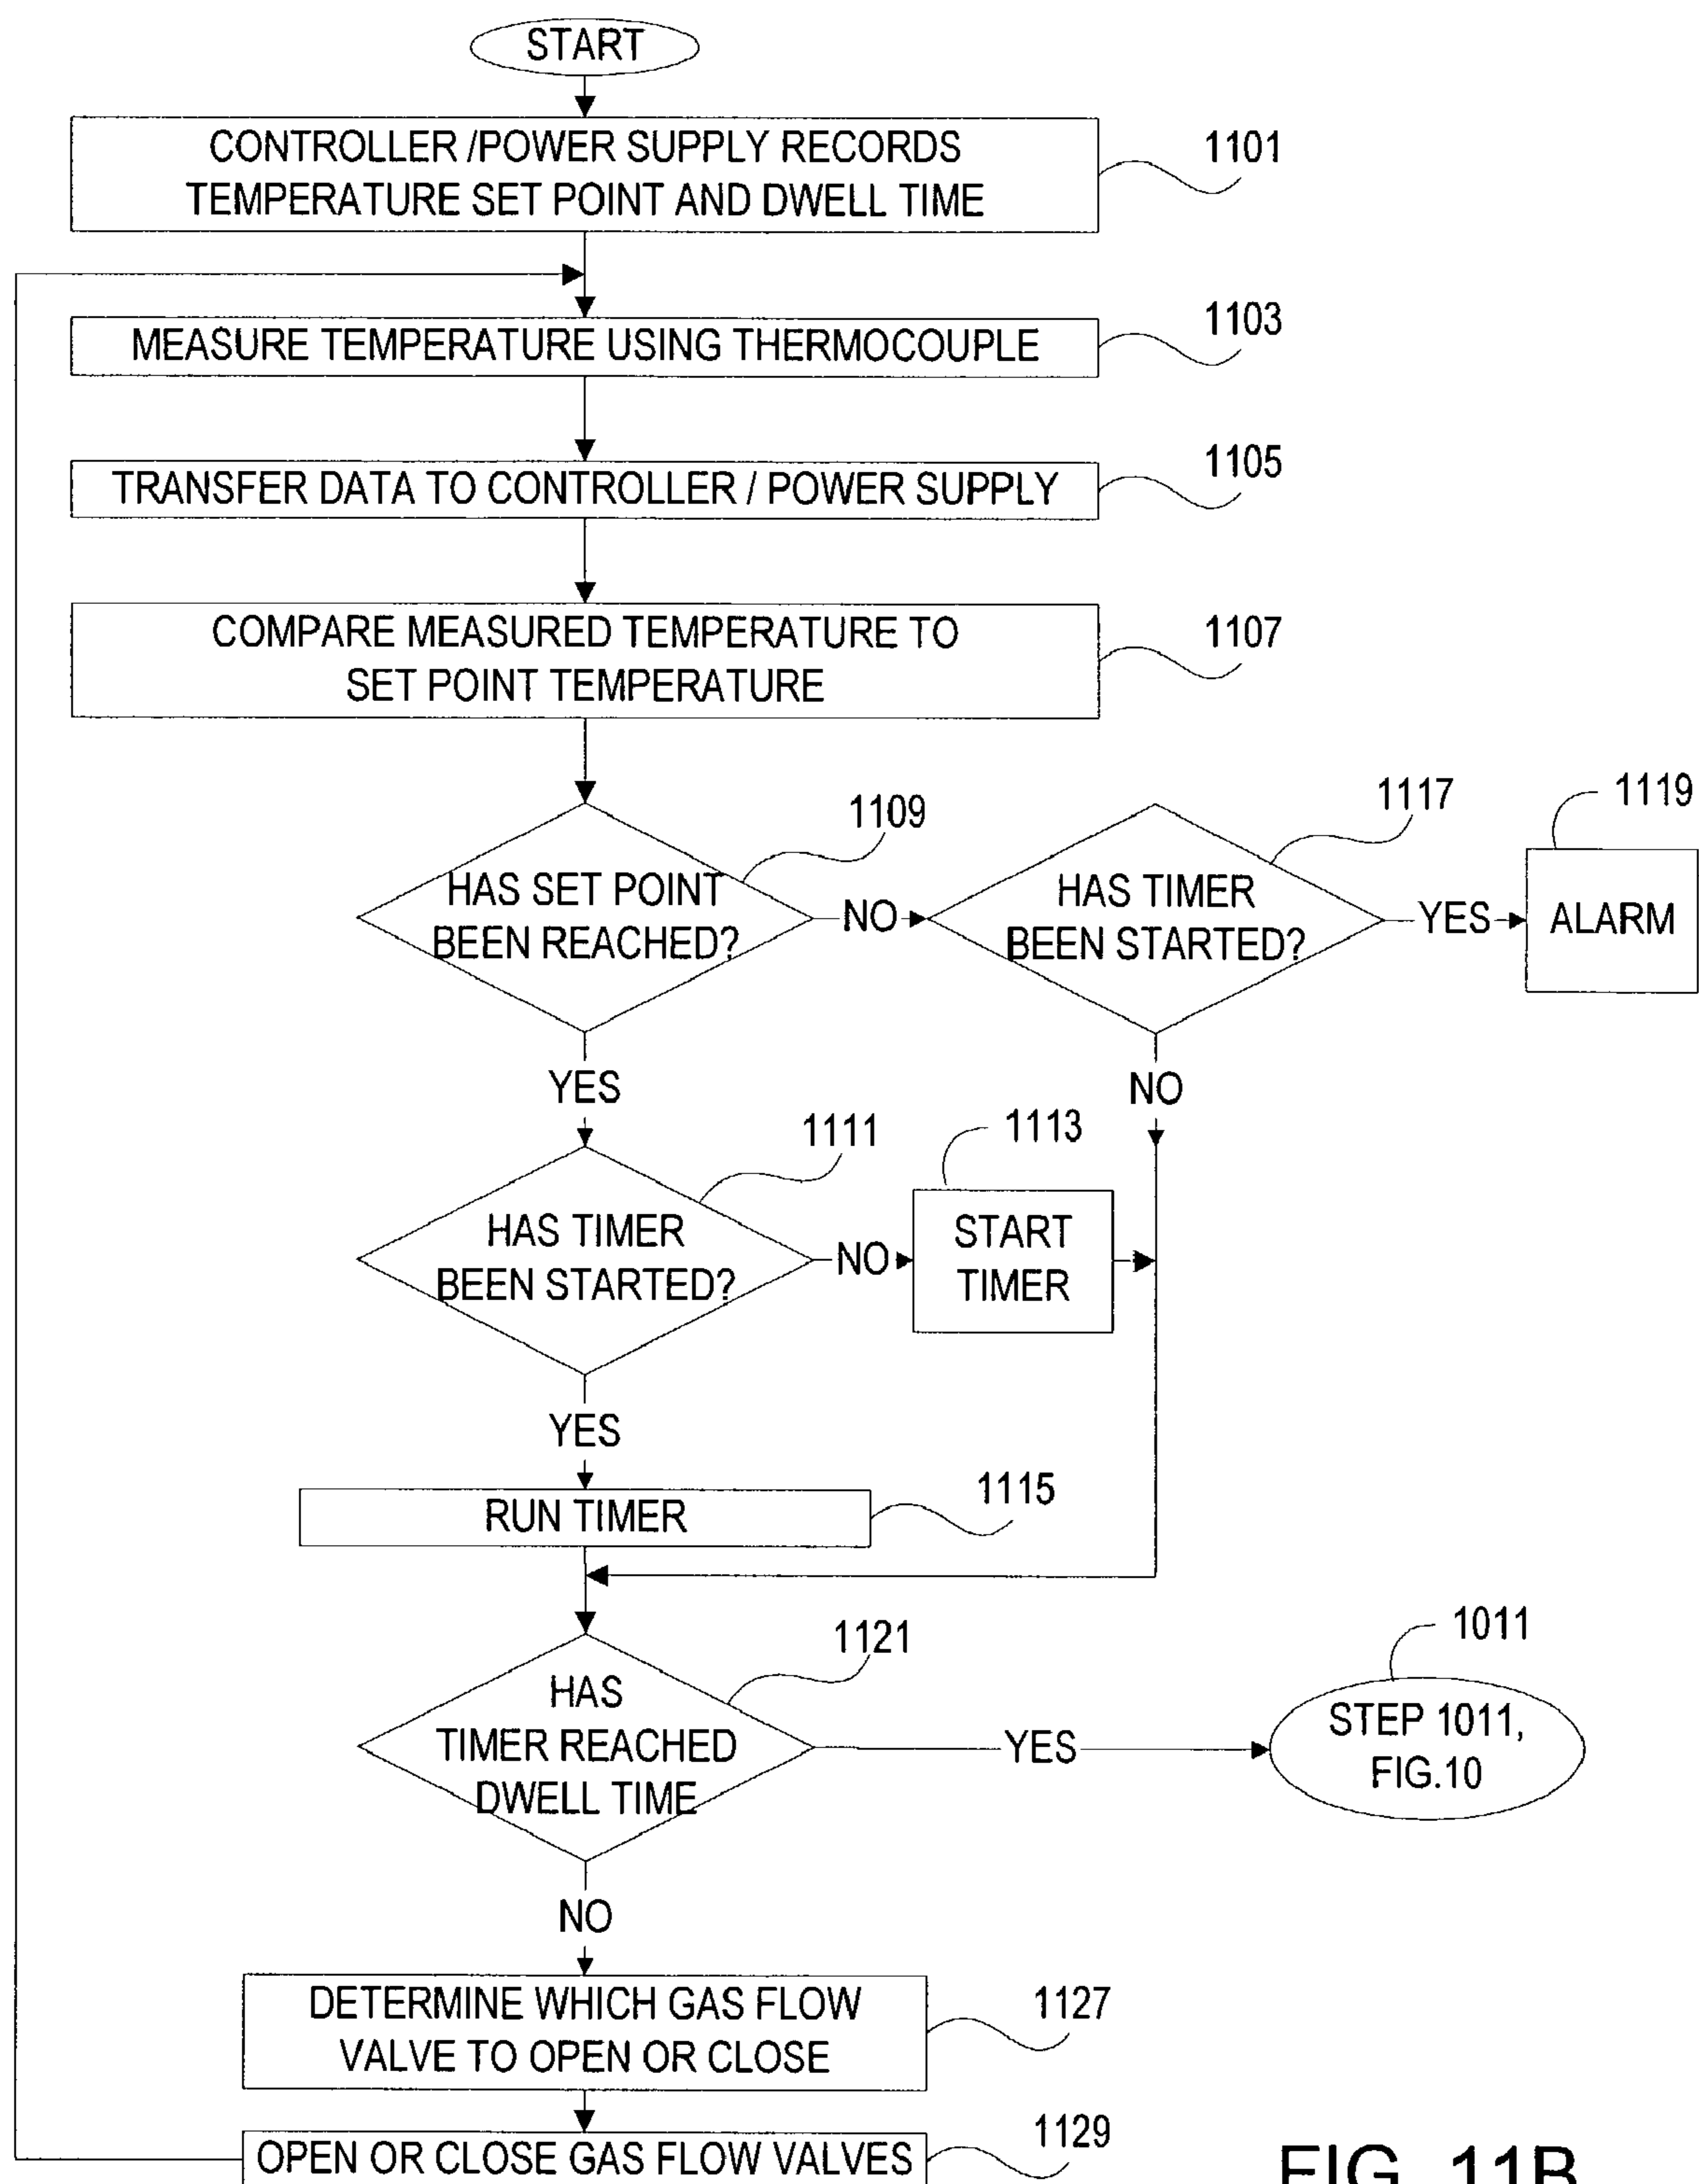 START
CONTROLLER /POWER SUPPLY RECORDS
TEMPERATURE SET POINT AND DWELL TIME
1101
MEASURE TEMPERATURE USING THERMOCOUPLE
1103
TRANSFER DATA TO CONTROLLER / POWER SUPPLY
1105
COMPARE MEASURED TEMPERATURE TO
SET POINT TEMPERATURE
1107
HAS SET POINT
BEEN REACHED?
1109
NO
HAS TIMER
BEEN STARTED?
1117
YES
ALARM
1119
YES
NO
HAS TIMER
BEEN STARTED?
1111
NO
START
TIMER
1113
YES
RUN TIMER
1115
HAS
TIMER REACHED
DWELL TIME
1121
YES
STEP 1011,
FIG.10
1011
NO
DETERMINE WHICH GAS FLOW
VALVE TO OPEN OR CLOSE
1127
OPEN OR CLOSE GAS FLOW VALVES
1129
FIG. 11B